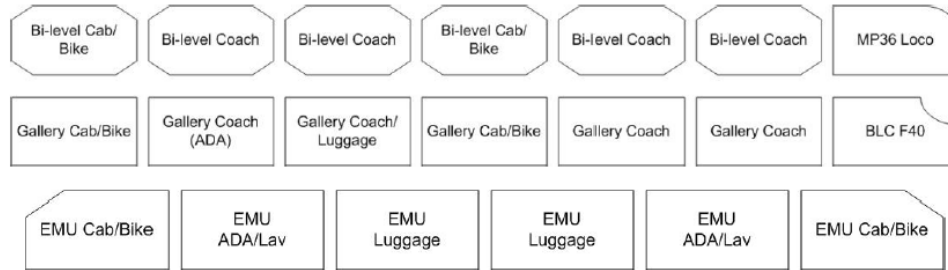 Bi-level Cab/
Bike
Bi-level Coach
Bi-level Coach
Bi-level Cab/
Bike
Bi-level Coach
Bi-level Coach
MP36 Loco
Gallery Cab/Bike
Gallery Coach
(ADA)
Gallery Coach/
Luggage
Gallery Cab/Bike
Gallery Coach
Gallery Coach
BLC F40
EMU Cab/Bike
EMU
ADA/Lav
EMU
Luggage
EMU
Luggage
EMU
ADA/Lav
EMU Cab/Bike